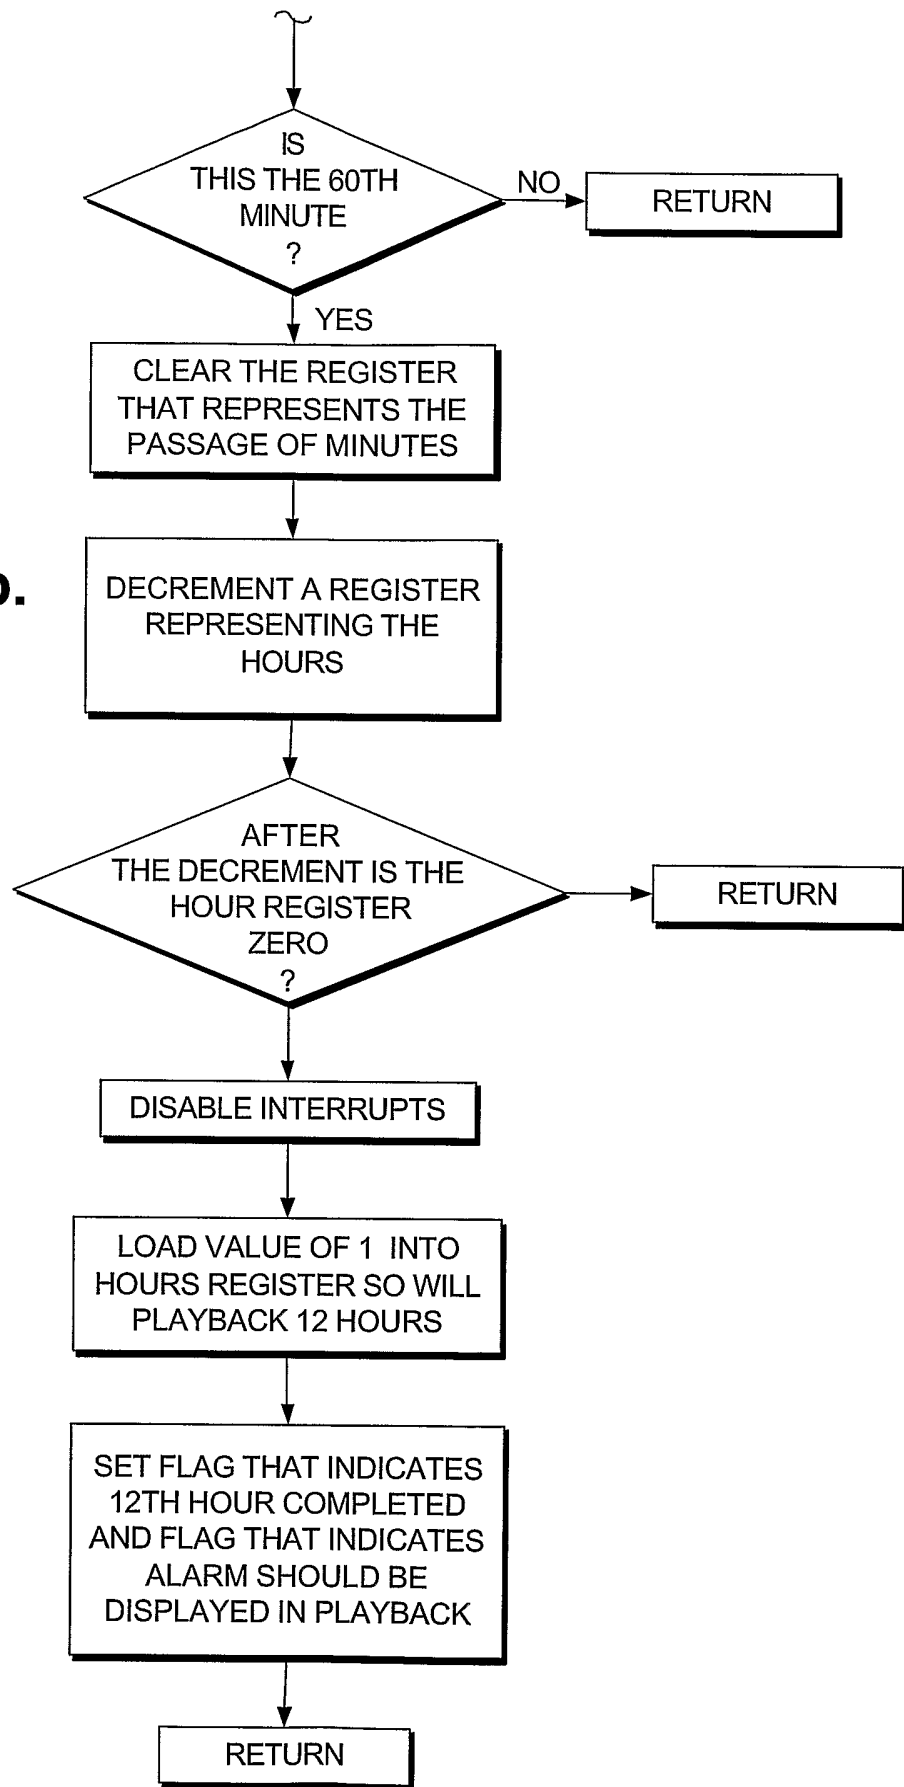 IS
THIS THE 60TH
MINUTE
?
NO
RETURN
YES
CLEAR THE REGISTER
THAT REPRESENTS THE
PASSAGE OF MINUTES
DECREMENT A REGISTER
REPRESENTING THE
HOURS
AFTER
THE DECREMENT IS THE
HOUR REGISTER
ZERO
?
RETURN
DISABLE INTERRUPTS
LOAD VALUE OF 1 INTO
HOURS REGISTER SO WILL
PLAYBACK 12 HOURS
SET FLAG THAT INDICATES
12TH HOUR COMPLETED
AND FLAG THAT INDICATES
ALARM SHOULD BE
DISPLAYED IN PLAYBACK
RETURN